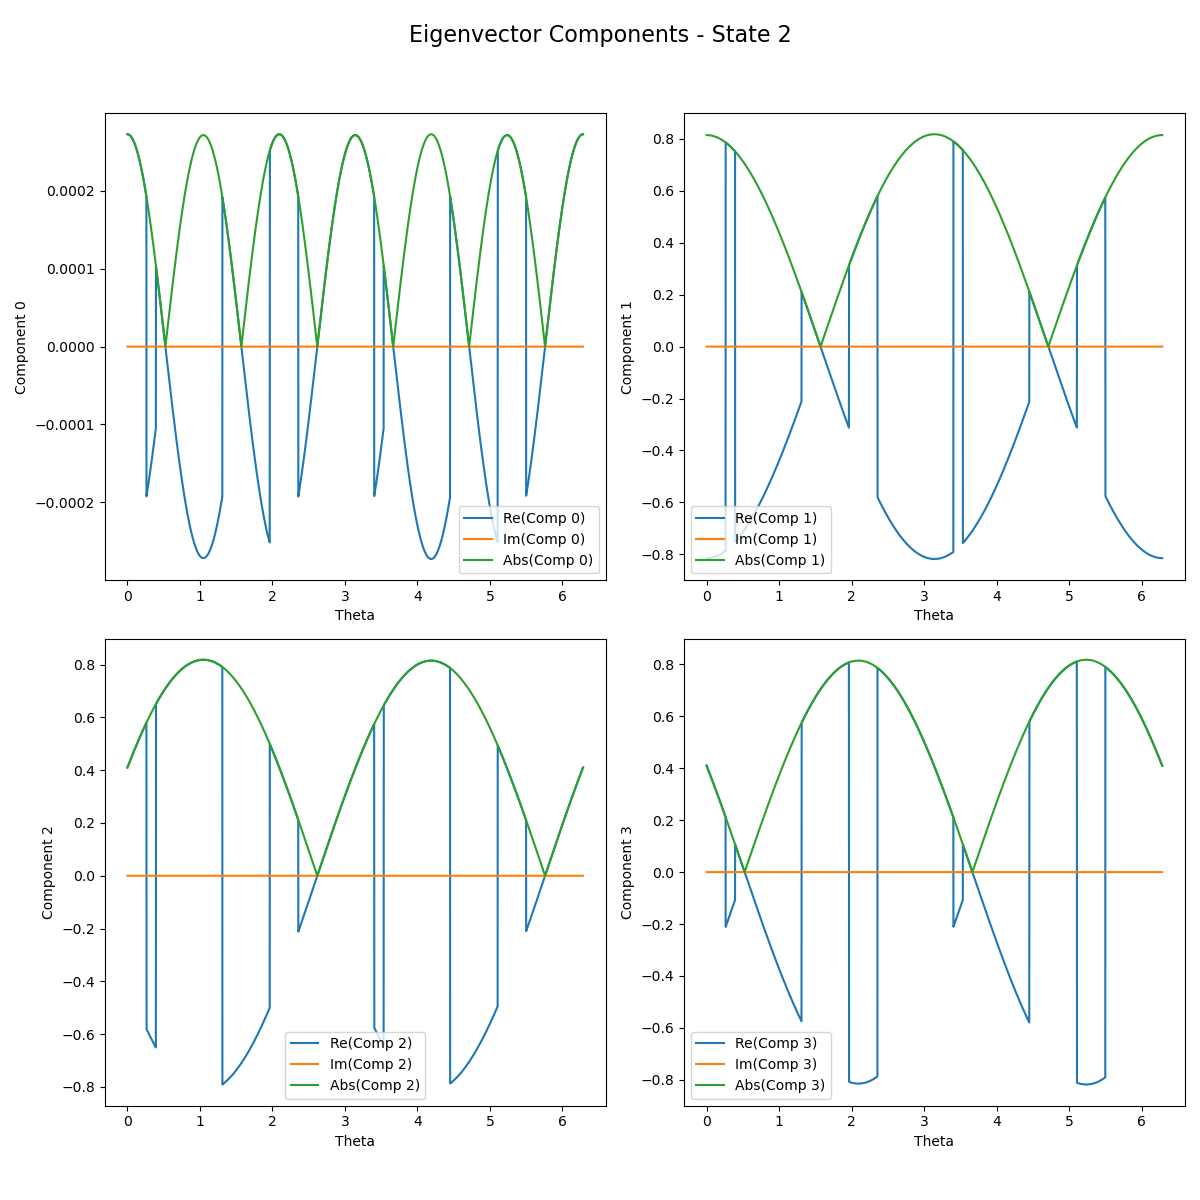 Eigenvector Components - State 2
Component 0
0.0002
0.0001
0.0000
−0.0001
−0.0002
Re(Comp 0)
Im(Comp 0)
Abs(Comp 0)
0 1 2 3 4 5 6
Theta
Component 1
0.8
0.6
0.4
0.2
0.0
−0.2
−0.4
−0.6
−0.8
Re(Comp 1)
Im(Comp 1)
Abs(Comp 1)
0 1 2 3 4 5 6
Theta
Component 2
0.8
0.6
0.4
0.2
0.0
−0.2
−0.4
−0.6
−0.8
Re(Comp 2)
Im(Comp 2)
Abs(Comp 2)
0 1 2 3 4 5 6
Theta
Component 3
0.8
0.6
0.4
0.2
0.0
−0.2
−0.4
−0.6
−0.8
Re(Comp 3)
Im(Comp 3)
Abs(Comp 3)
0 1 2 3 4 5 6
Theta